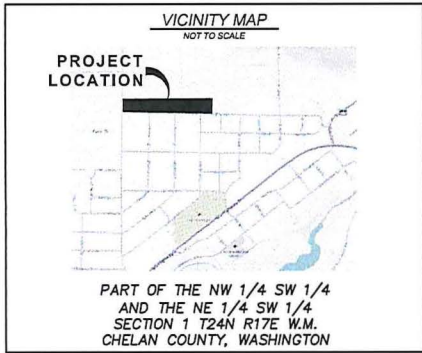 VICINITY MAP
NOT TO SCALE
PROJECT
LOCATION
PART OF THE NW 1/4 SW 1/4
AND THE NE 1/4 SW 1/4
SECTION 1 T24N R17E W.M.
CHELAN COUNTY, WASHINGTON